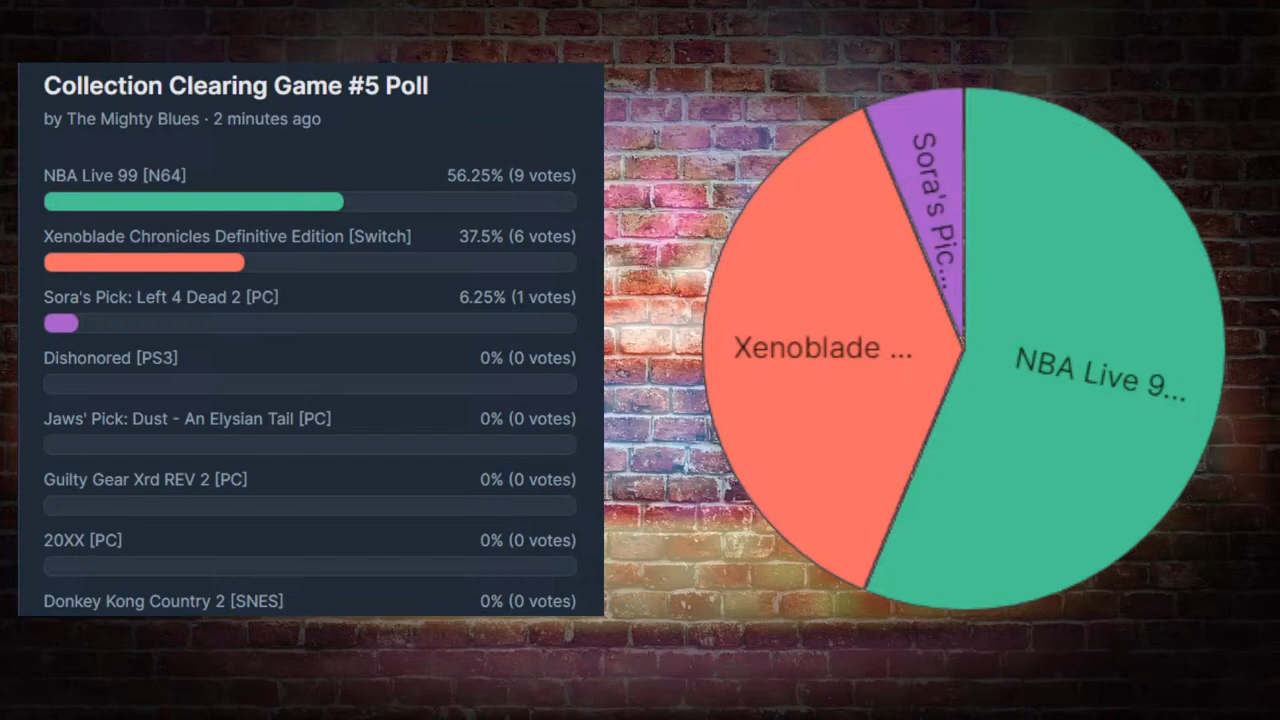 Collection Clearing Game #5 Poll
by The Mighty Blues · 2 minutes ago
NBA Live 99 [N64] 56.25% (9 votes)
Xenoblade Chronicles Definitive Edition [Switch] 37.5% (6 votes)
Sora's Pick: Left 4 Dead 2 [PC] 6.25% (1 votes)
Dishonored [PS3] 0% (0 votes)
Jaws' Pick: Dust - An Elysian Tail [PC] 0% (0 votes)
Guilty Gear Xrd REV 2 [PC] 0% (0 votes)
20XX [PC] 0% (0 votes)
Donkey Kong Country 2 [SNES] 0% (0 votes)
Sora's Pic...
Xenoblade ...
NBA Live 9...